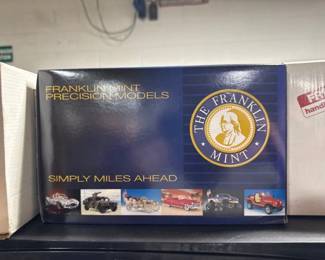 FRANKLIN MINT
PRECISION MODELS
THE FRANKLIN
MINT
SIMPLY MILES AHEAD